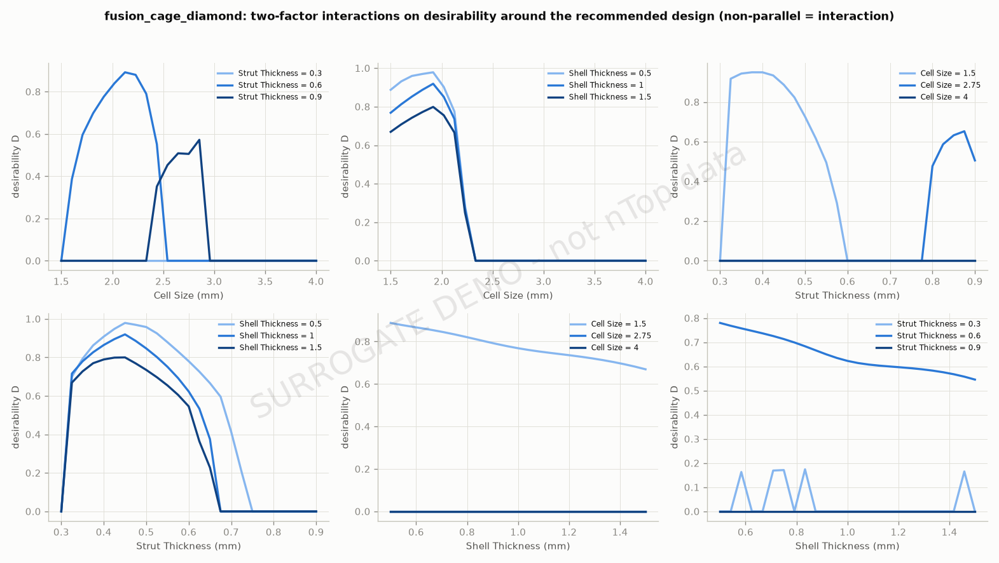 fusion_cage_diamond: two-factor interactions on desirability around the recommended design (non-parallel = interaction)
desirability D
0.8
0.6
0.4
0.2
0.0
Strut Thickness = 0.3
Strut Thickness = 0.6
Strut Thickness = 0.9
1.5 2.0 2.5 3.0 3.5 4.0
Cell Size (mm)
desirability D
1.0
0.8
0.6
0.4
0.2
0.0
Shell Thickness = 0.5
Shell Thickness = 1
Shell Thickness = 1.5
1.5 2.0 2.5 3.0 3.5 4.0
Cell Size (mm)
desirability D
0.8
0.6
0.4
0.2
0.0
Cell Size = 1.5
Cell Size = 2.75
Cell Size = 4
0.3 0.4 0.5 0.6 0.7 0.8 0.9
Strut Thickness (mm)
SURROGATE DEMO - not nTop data
desirability D
1.0
0.8
0.6
0.4
0.2
0.0
Shell Thickness = 0.5
Shell Thickness = 1
Shell Thickness = 1.5
0.3 0.4 0.5 0.6 0.7 0.8 0.9
Strut Thickness (mm)
desirability D
0.8
0.6
0.4
0.2
0.0
Cell Size = 1.5
Cell Size = 2.75
Cell Size = 4
0.6 0.8 1.0 1.2 1.4
Shell Thickness (mm)
desirability D
0.8
0.7
0.6
0.5
0.4
0.3
0.2
0.1
0.0
Strut Thickness = 0.3
Strut Thickness = 0.6
Strut Thickness = 0.9
0.6 0.8 1.0 1.2 1.4
Shell Thickness (mm)